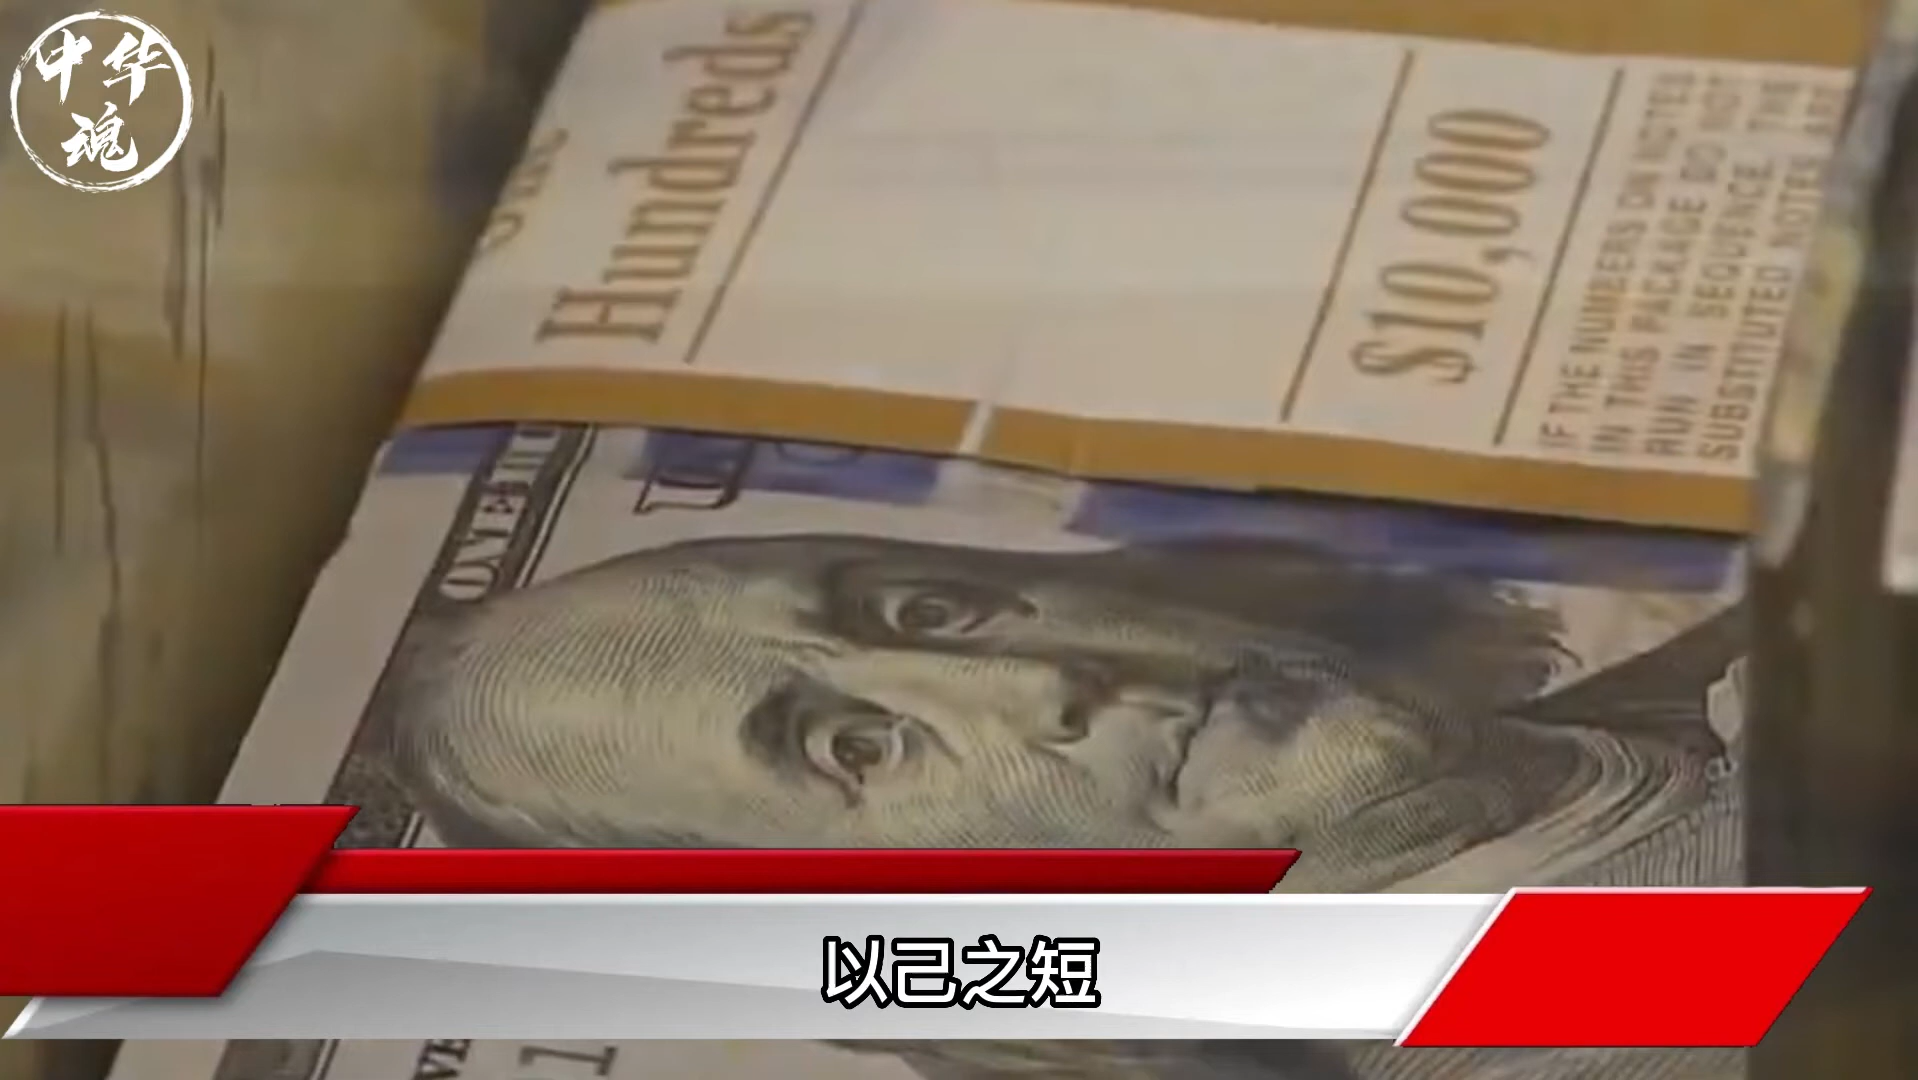 中华
魂
Hundreds
$10,000
IF THE NUMBERS ON NOTES
IN THIS PACKAGE DO NOT
RUN IN SEQUENCE, THE
SUBSTITUTED NOTES ARE
ONE
以己之短